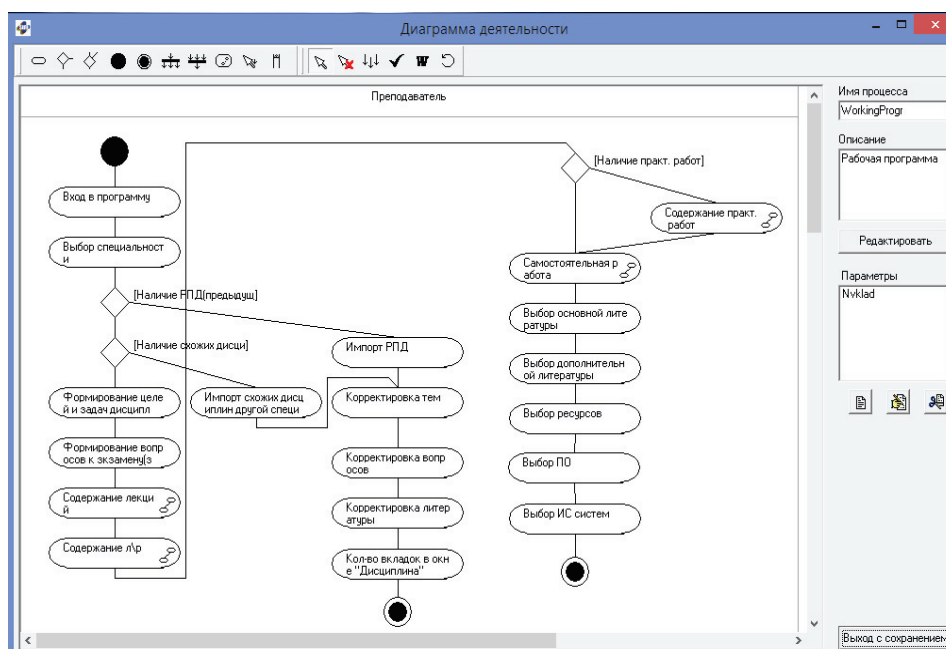 Диаграмма деятельности
Преподаватель
Вход в программу
Выбор специальност
и
[Наличие РПД(предыдущ]
[Наличие схожих дисци]
Формирование целе
й и задач дисципл
Формирование вопр
осов к экзамену(з
Содержание лекци
й
Содержание л\р
Импорт схожих дисц
иплин другой специ
Импорт РПД
Корректировка тем
Корректировка вопр
осов
Корректировка литер
атуры
Кол-во вкладок в окн
е "Дисциплина"
[Наличие практ. работ]
Содержание практ.
работ
Самостоятельная р
абота
Выбор основной лите
ратуры
Выбор дополнительн
ой литературы
Выбор ресурсов
Выбор ПО
Выбор ИС систем
Имя процесса
WorkingProgr
Описание
Рабочая программа
Редактировать
Параметры
Nvklad
Выход с сохранением